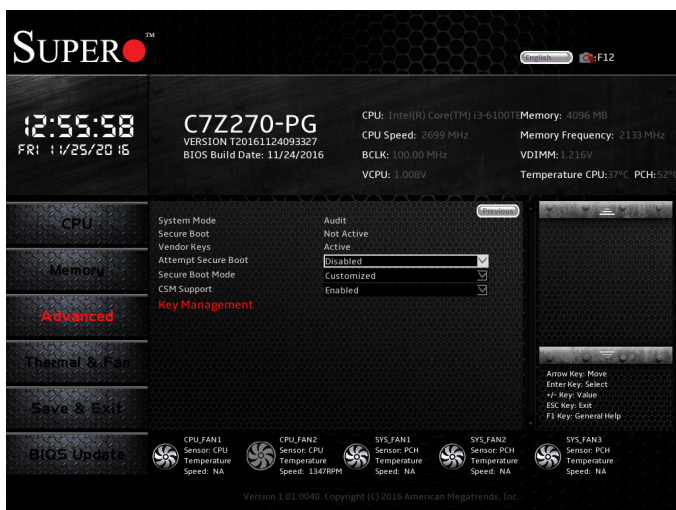 SUPER™
English :F12
12:55:58
FRI 11/25/2016
C7Z270-PG
VERSION T20161124093327
BIOS Build Date: 11/24/2016
CPU: Intel(R) Core(TM) i3-6100TE
CPU Speed: 2699 MHz
BCLK: 100.00 MHz
VCPU: 1.008V
Memory: 4096 MB
Memory Frequency: 2133 MHz
VDIMM: 1.216V
Temperature CPU:37°C PCH:52°C
CPU
Memory
Advanced
Thermal & Fan
Save & Exit
BIOS Update
Previous
System Mode Audit
Secure Boot Not Active
Vendor Keys Active
Attempt Secure Boot Disabled
Secure Boot Mode Customized
CSM Support Enabled
Key Management
Arrow Key: Move
Enter Key: Select
+/- Key: Value
ESC Key: Exit
F1 Key: General Help
CPU_FAN1
Sensor: CPU
Temperature
Speed: NA
CPU_FAN2
Sensor: CPU
Temperature
Speed: 1347RPM
SYS_FAN1
Sensor: PCH
Temperature
Speed: NA
SYS_FAN2
Sensor: PCH
Temperature
Speed: NA
SYS_FAN3
Sensor: PCH
Temperature
Speed: NA
Version 1.01.0040. Copyright (C) 2016 American Megatrends, Inc.